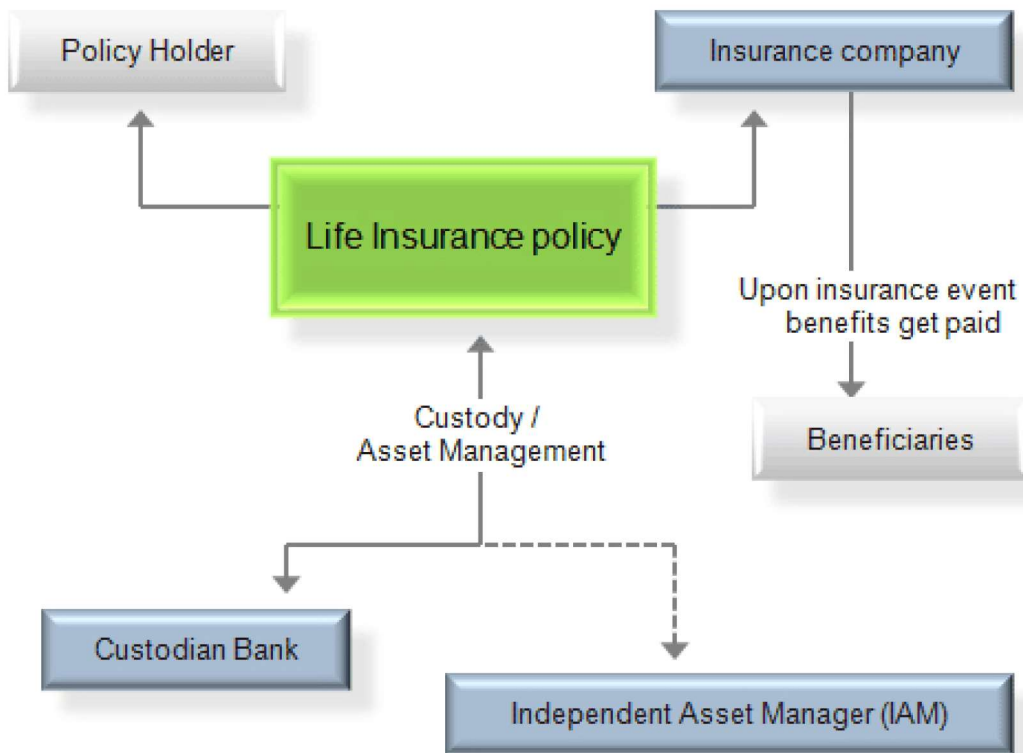 Policy Holder
Insurance company
Life Insurance policy
Upon insurance event
benefits get paid
Custody /
Asset Management
Beneficiaries
Custodian Bank
Independent Asset Manager (IAM)